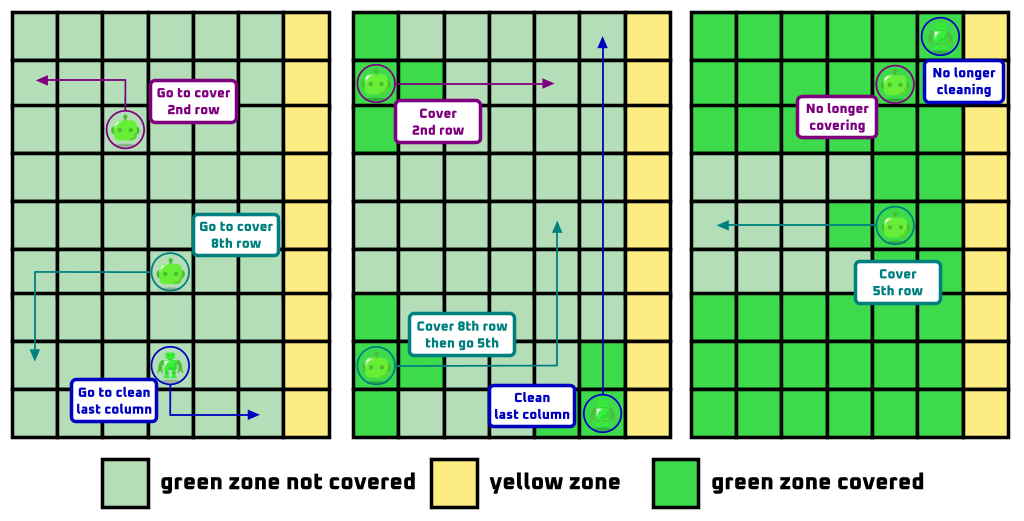 Go to cover
2nd row
Go to cover
8th row
Go to clean
last column
Cover
2nd row
Cover 8th row
then go 5th
Clean
last column
No longer
cleaning
No longer
covering
Cover
5th row
green zone not covered
yellow zone
green zone covered